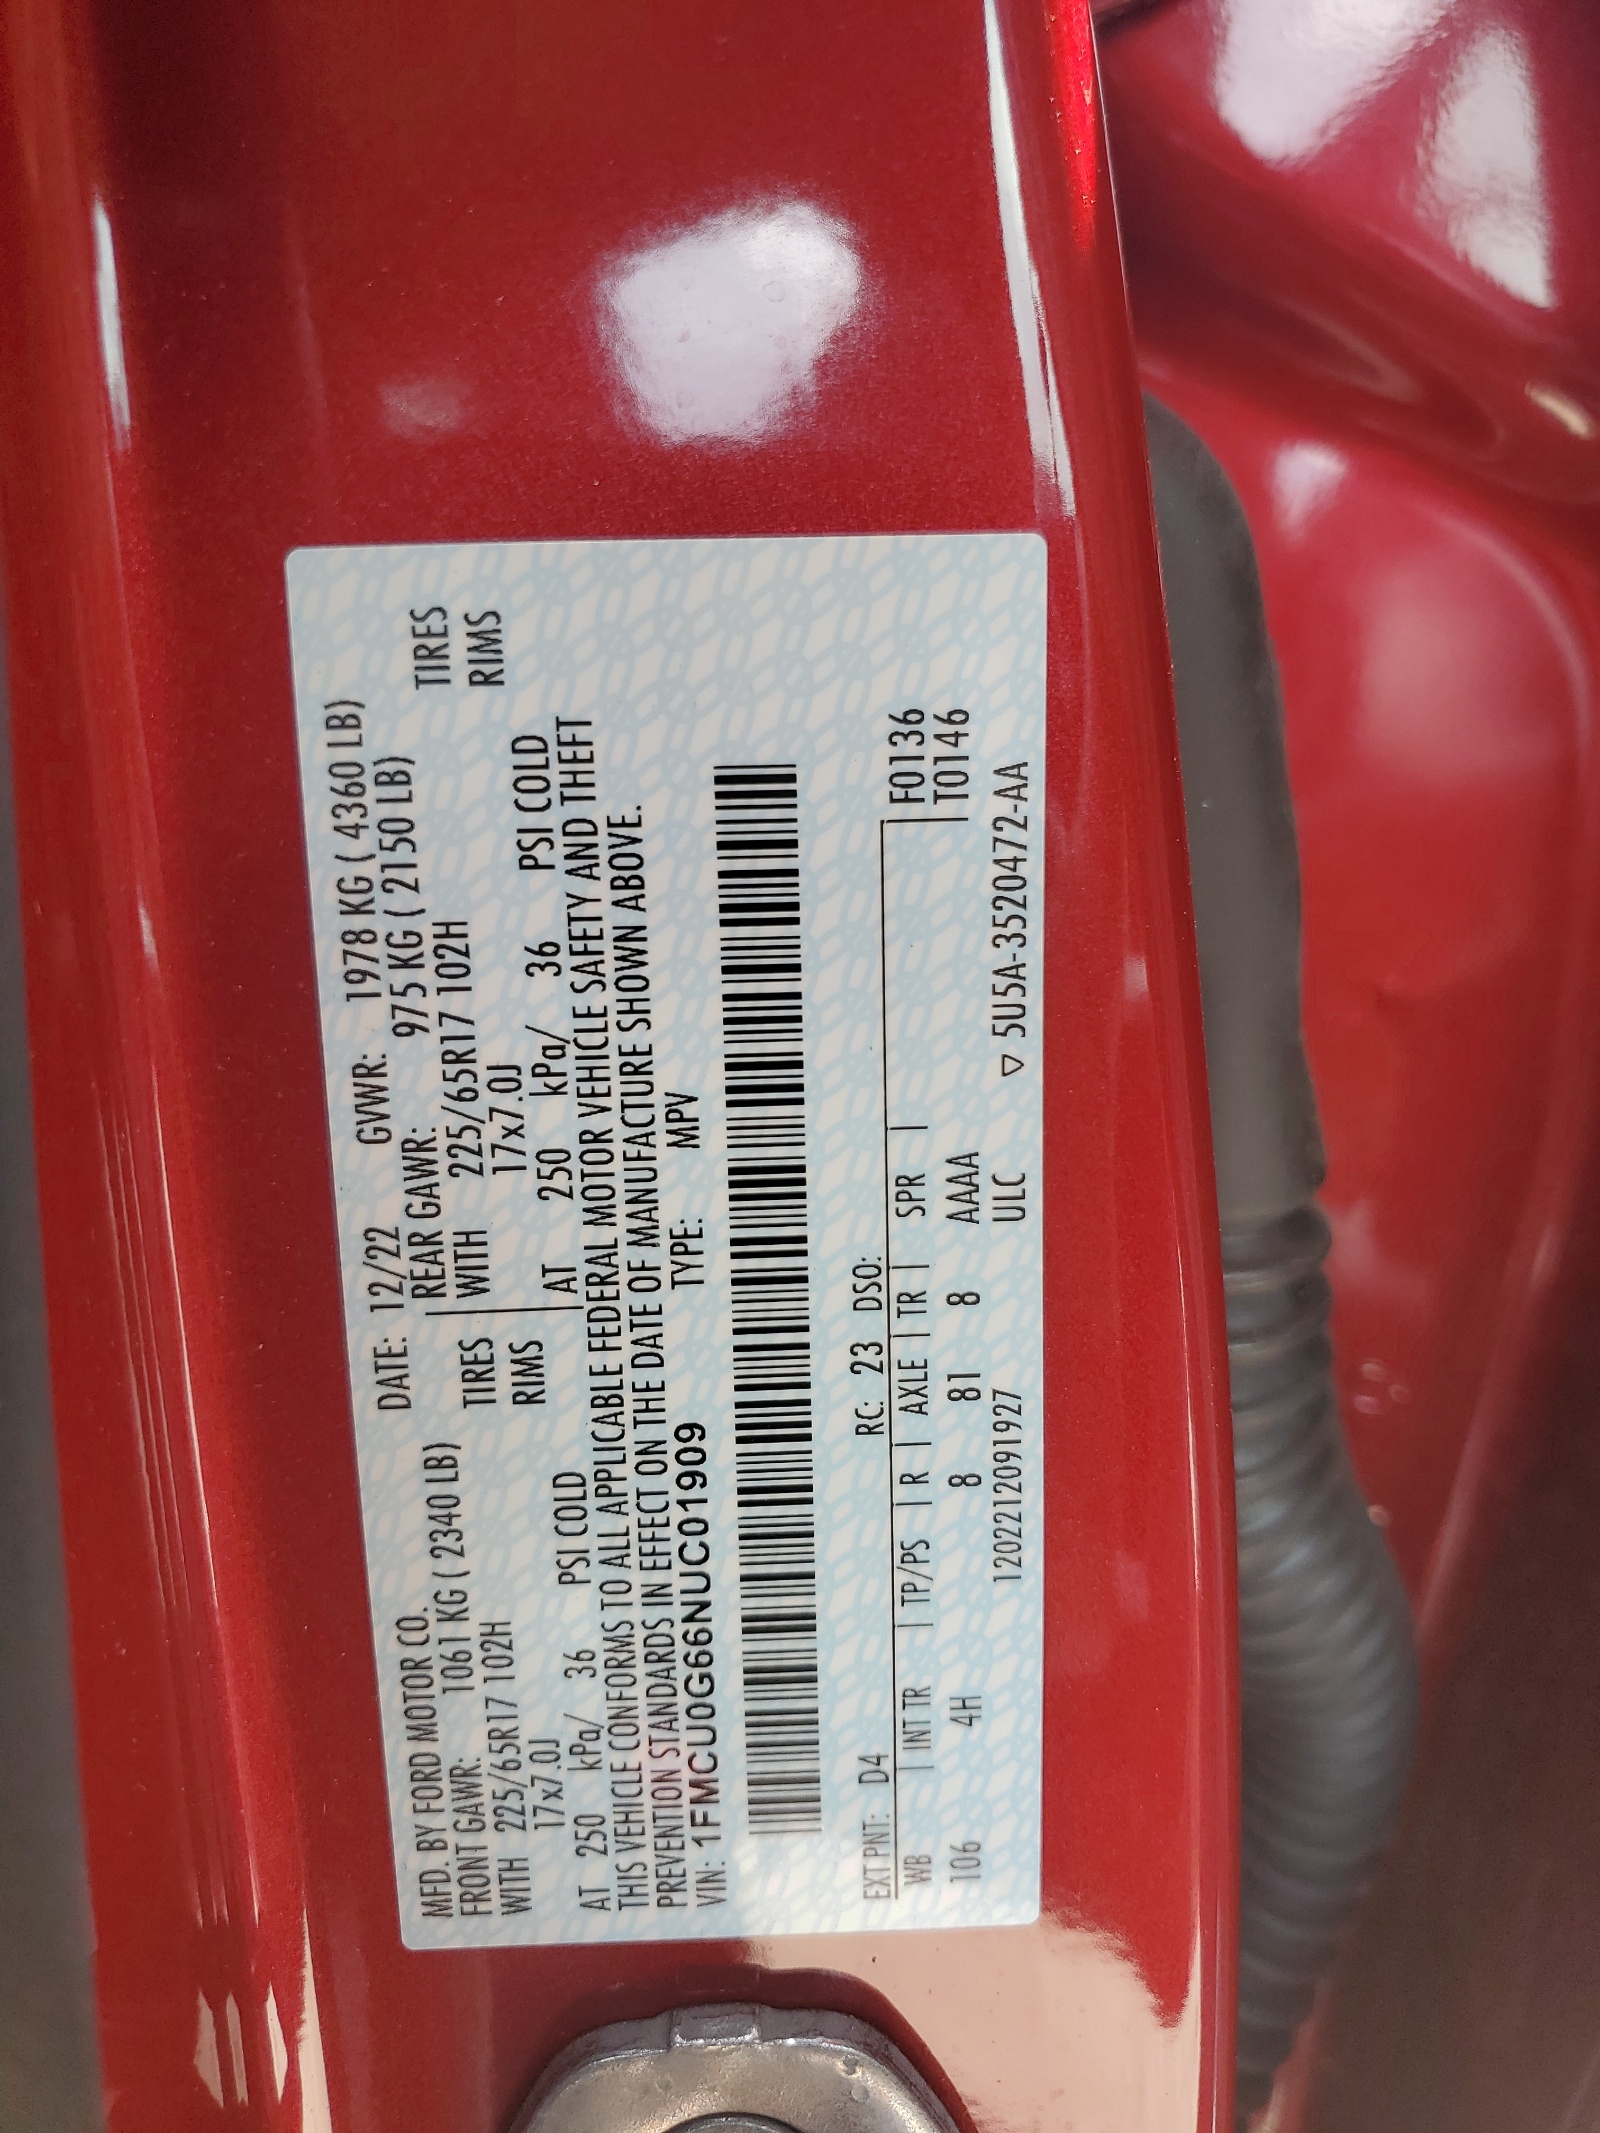 MFD. BY FORD MOTOR CO. DATE: 12/22 GVWR: 1978 KG ( 4360 LB)
FRONT GAWR: 1061 KG ( 2340 LB) REAR GAWR: 975 KG ( 2150 LB)
WITH 225/65R17 102H TIRES WITH 225/65R17 102H TIRES
17x7.0J RIMS 17x7.0J RIMS
AT 250 kPa/ 36 PSI COLD AT 250 kPa/ 36 PSI COLD
THIS VEHICLE CONFORMS TO ALL APPLICABLE FEDERAL MOTOR VEHICLE SAFETY AND THEFT
PREVENTION STANDARDS IN EFFECT ON THE DATE OF MANUFACTURE SHOWN ABOVE.
VIN: 1FMCU0G66NUC01909 TYPE: MPV
EXT PNT: D4 RC: 23 DSO: F0136
WB | INT TR | TP/PS | R | AXLE | TR | SPR | T0146
106 4H 8 81 8 AAAA
1202212091927 ULC ▽ 5U5A-3520472-AA